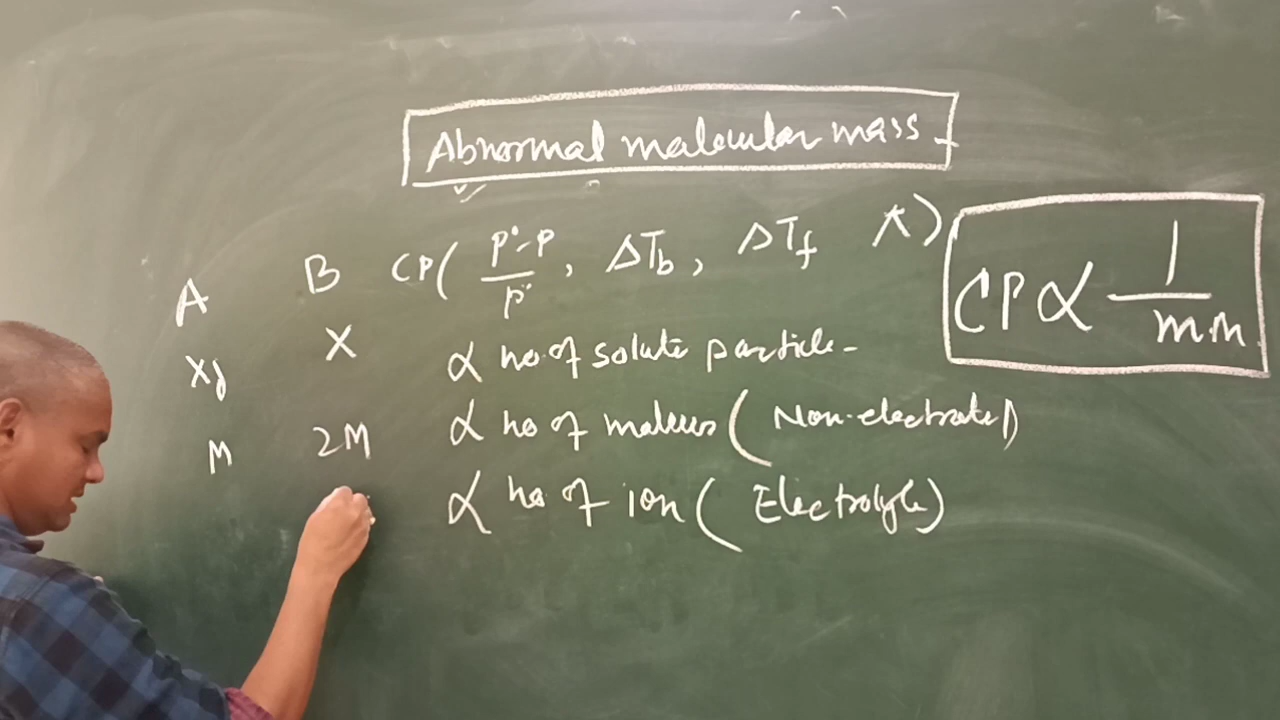 Abnormal molecular mass
A B CP( P°-P/P°, ΔTb, ΔTf π)
CP ∝ 1/m.m
Xg X ∝ no. of solute particle-
M 2M ∝ no of molecules ( Non-electrolyte)
∝ no of ion ( Electrolyte)